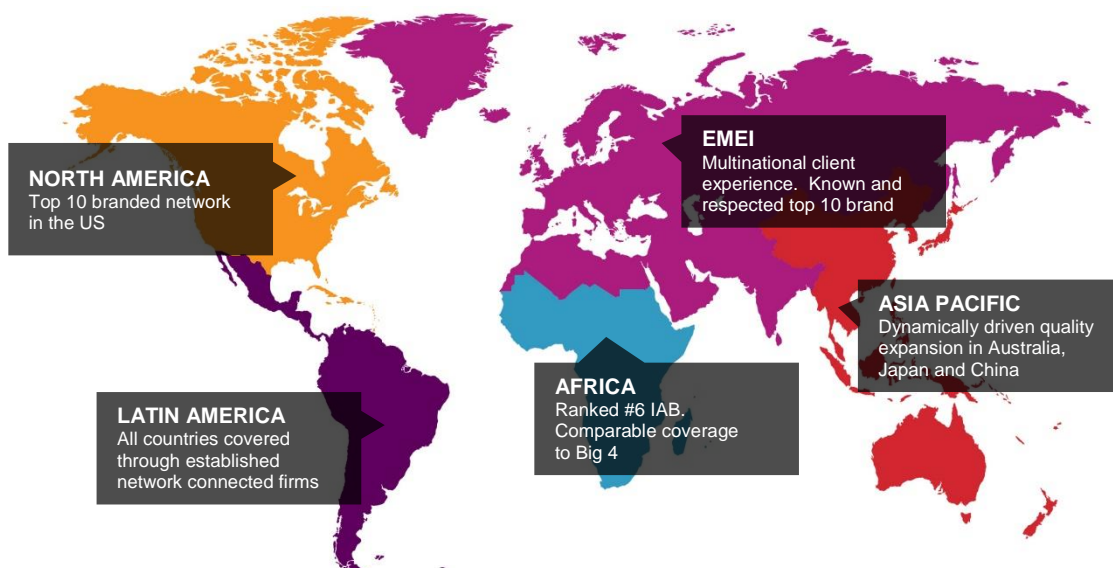 NORTH AMERICA
Top 10 branded network
in the US
EMEI
Multinational client
experience.  Known and
respected top 10 brand
ASIA PACIFIC
Dynamically driven quality
expansion in Australia,
Japan and China
AFRICA
Ranked #6 IAB.
Comparable coverage
to Big 4
LATIN AMERICA
All countries covered
through established
network connected firms